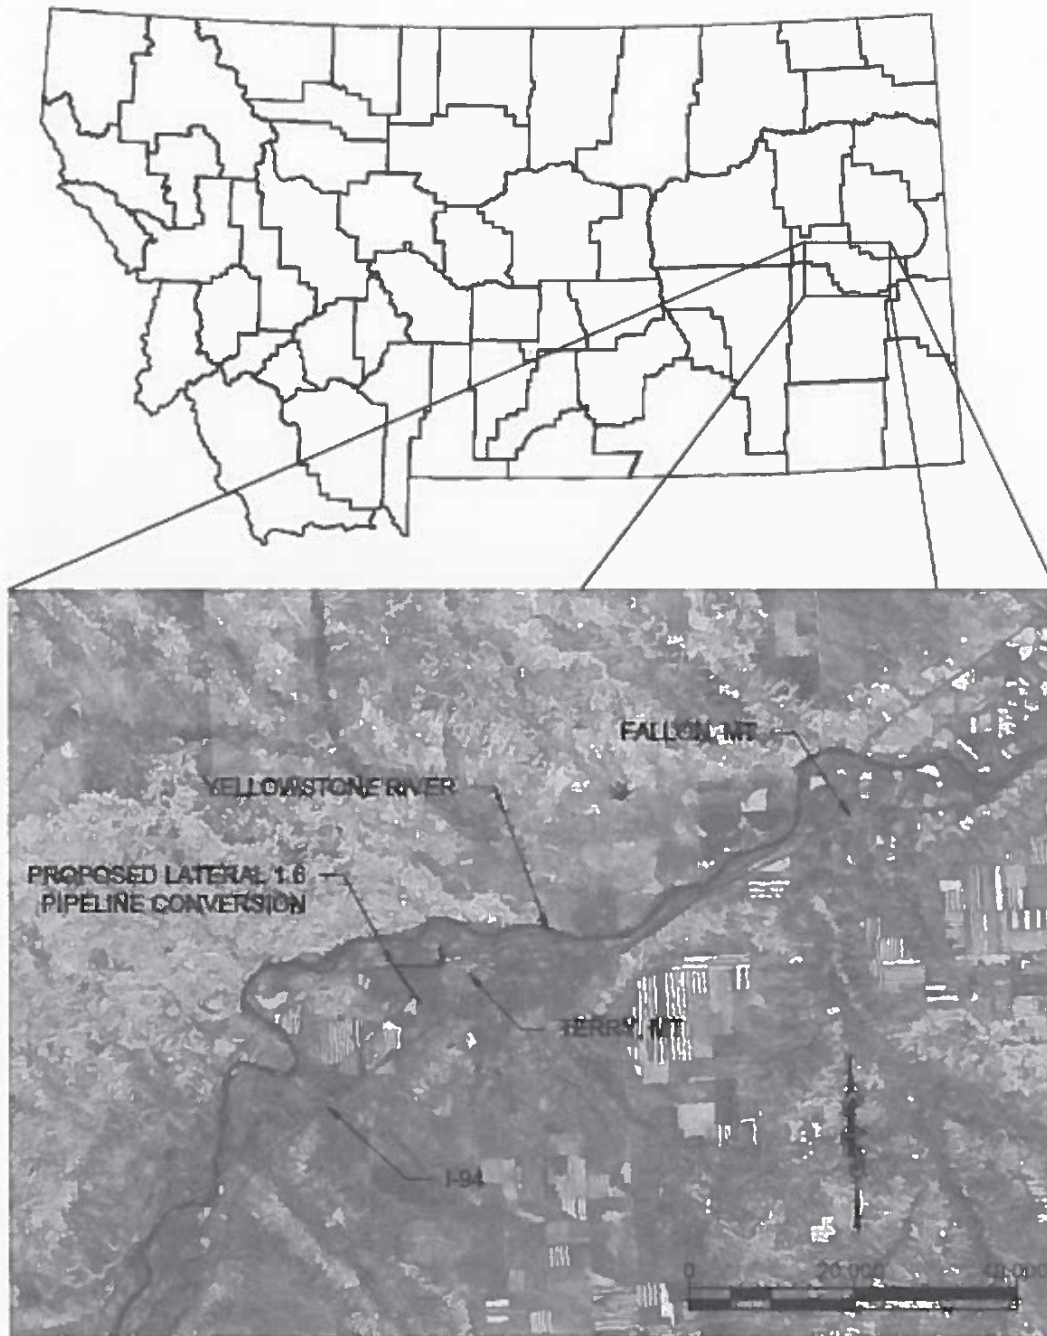 FALLON, MT
YELLOWSTONE RIVER
PROPOSED LATERAL 1.6
PIPELINE CONVERSION
TERRY, MT
I-94
0 20,000 40,000